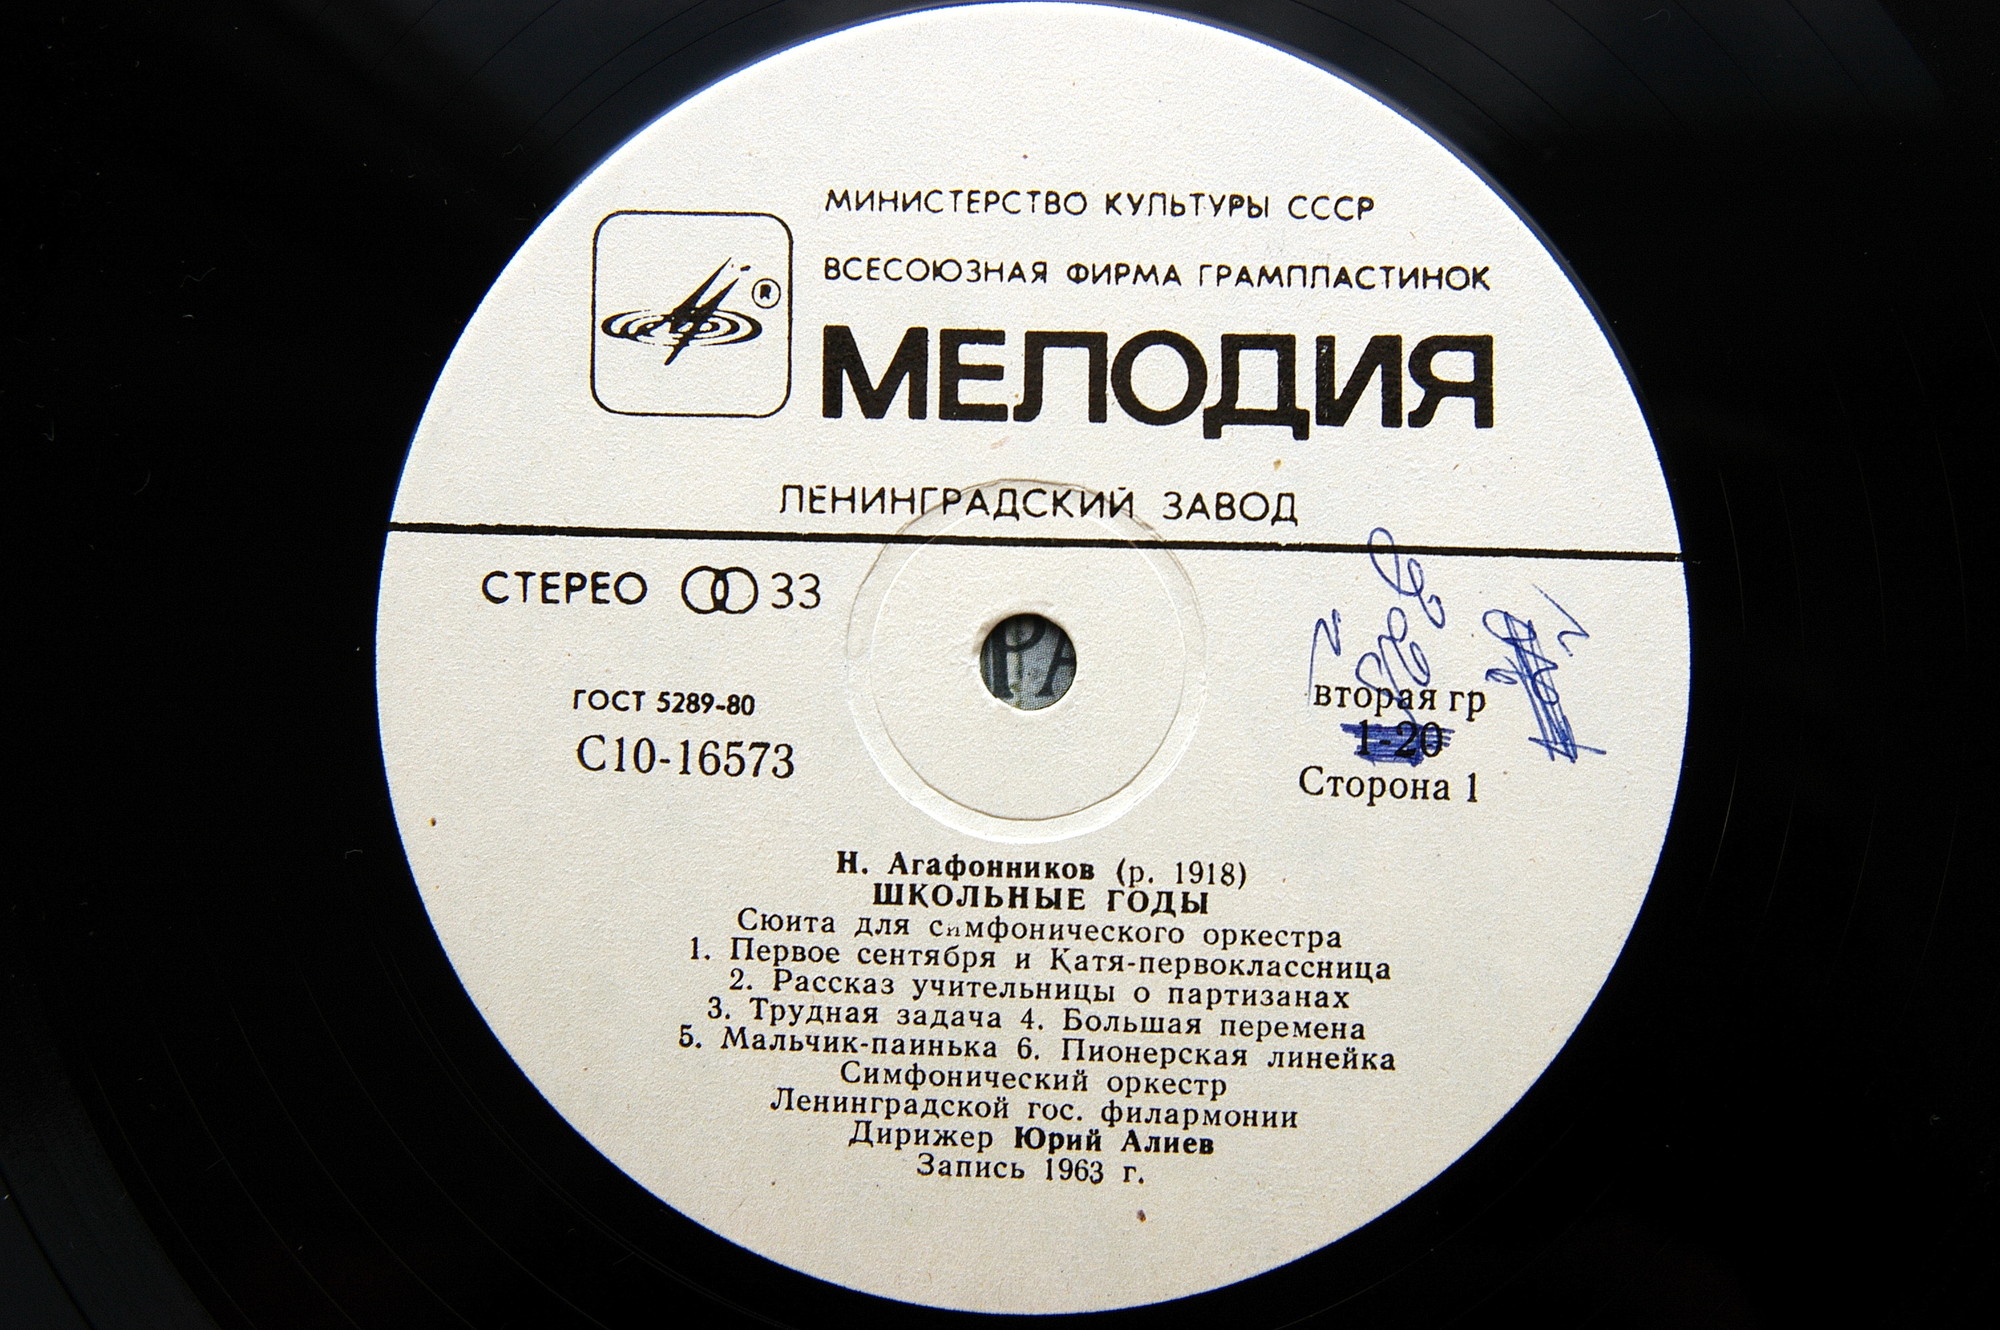 МИНИСТЕРСТВО КУЛЬТУРЫ СССР
ВСЕСОЮЗНАЯ ФИРМА ГРАМПЛАСТИНОК
®
МЕЛОДИЯ
ЛЕНИНГРАДСКИЙ ЗАВОД
СТЕРЕО 33
ГОСТ 5289-80
С10-16573
вторая гр
1-20
Сторона 1
РА
Н. Агафонников (р. 1918)
ШКОЛЬНЫЕ ГОДЫ
Сюита для симфонического оркестра
1. Первое сентября и Катя-первоклассница
2. Рассказ учительницы о партизанах
3. Трудная задача 4. Большая перемена
5. Мальчик-паинька 6. Пионерская линейка
Симфонический оркестр
Ленинградской гос. филармонии
Дирижер Юрий Алиев
Запись 1963 г.